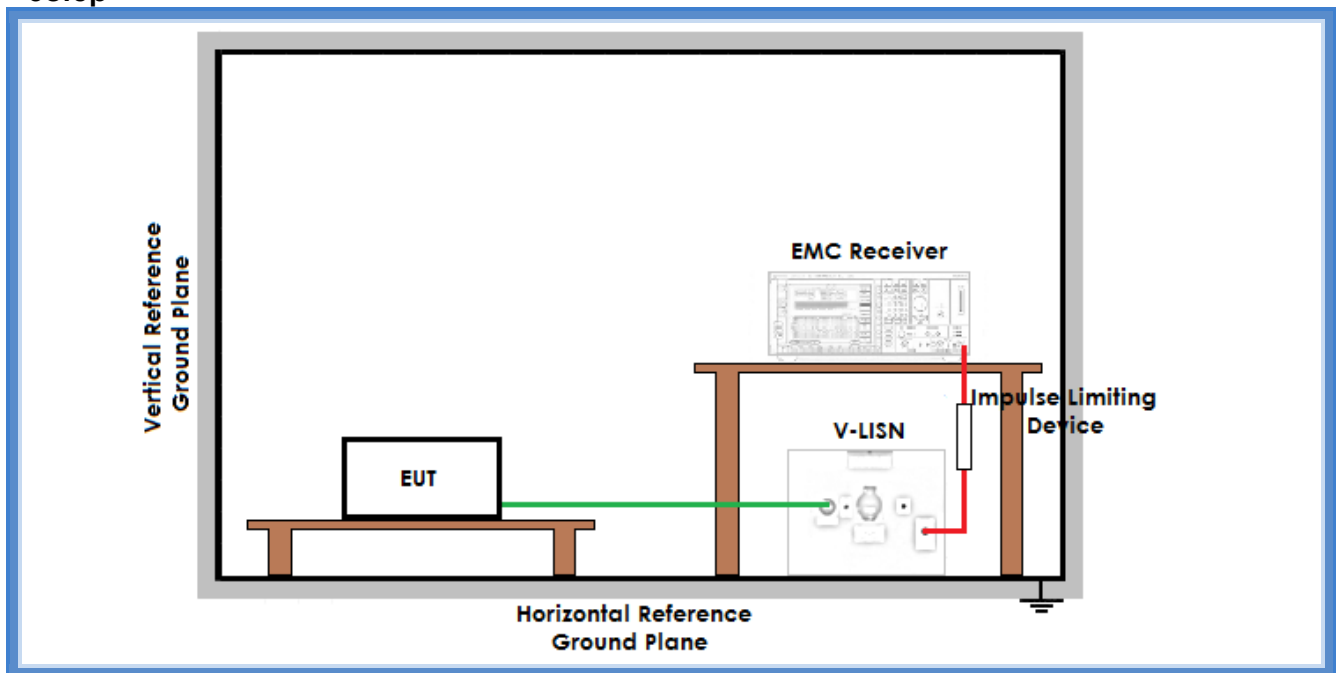 Vertical Reference
Ground Plane
EMC Receiver
Impulse Limiting
Device
V-LISN
EUT
Horizontal Reference
Ground Plane